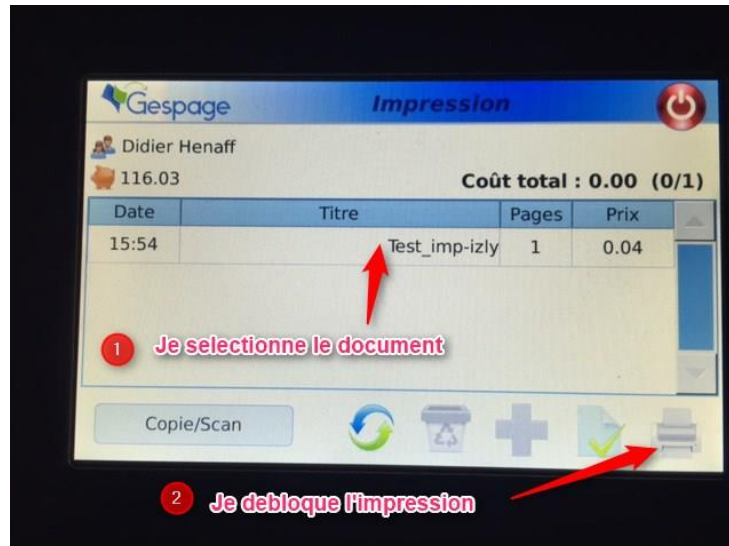 Gespage
Impression
Didier Henaff
116.03
Coût total : 0.00 (0/1)
Date Titre Pages Prix
15:54 Test_imp-izly 1 0.04
1 Je selectionne le document
Copie/Scan
2 Je debloque l'impression